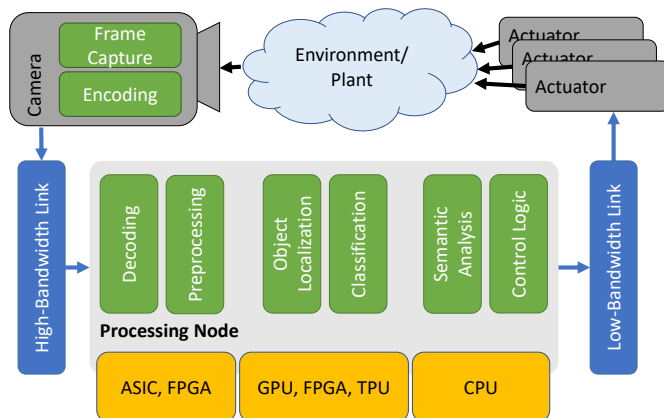 Camera
Frame
Capture
Encoding
Environment/
Plant
Actuator
Actuator
Actuator
High-Bandwidth Link
Decoding
Preprocessing
Object
Localization
Classification
Semantic
Analysis
Control Logic
Low-Bandwidth Link
Processing Node
ASIC, FPGA
GPU, FPGA, TPU
CPU